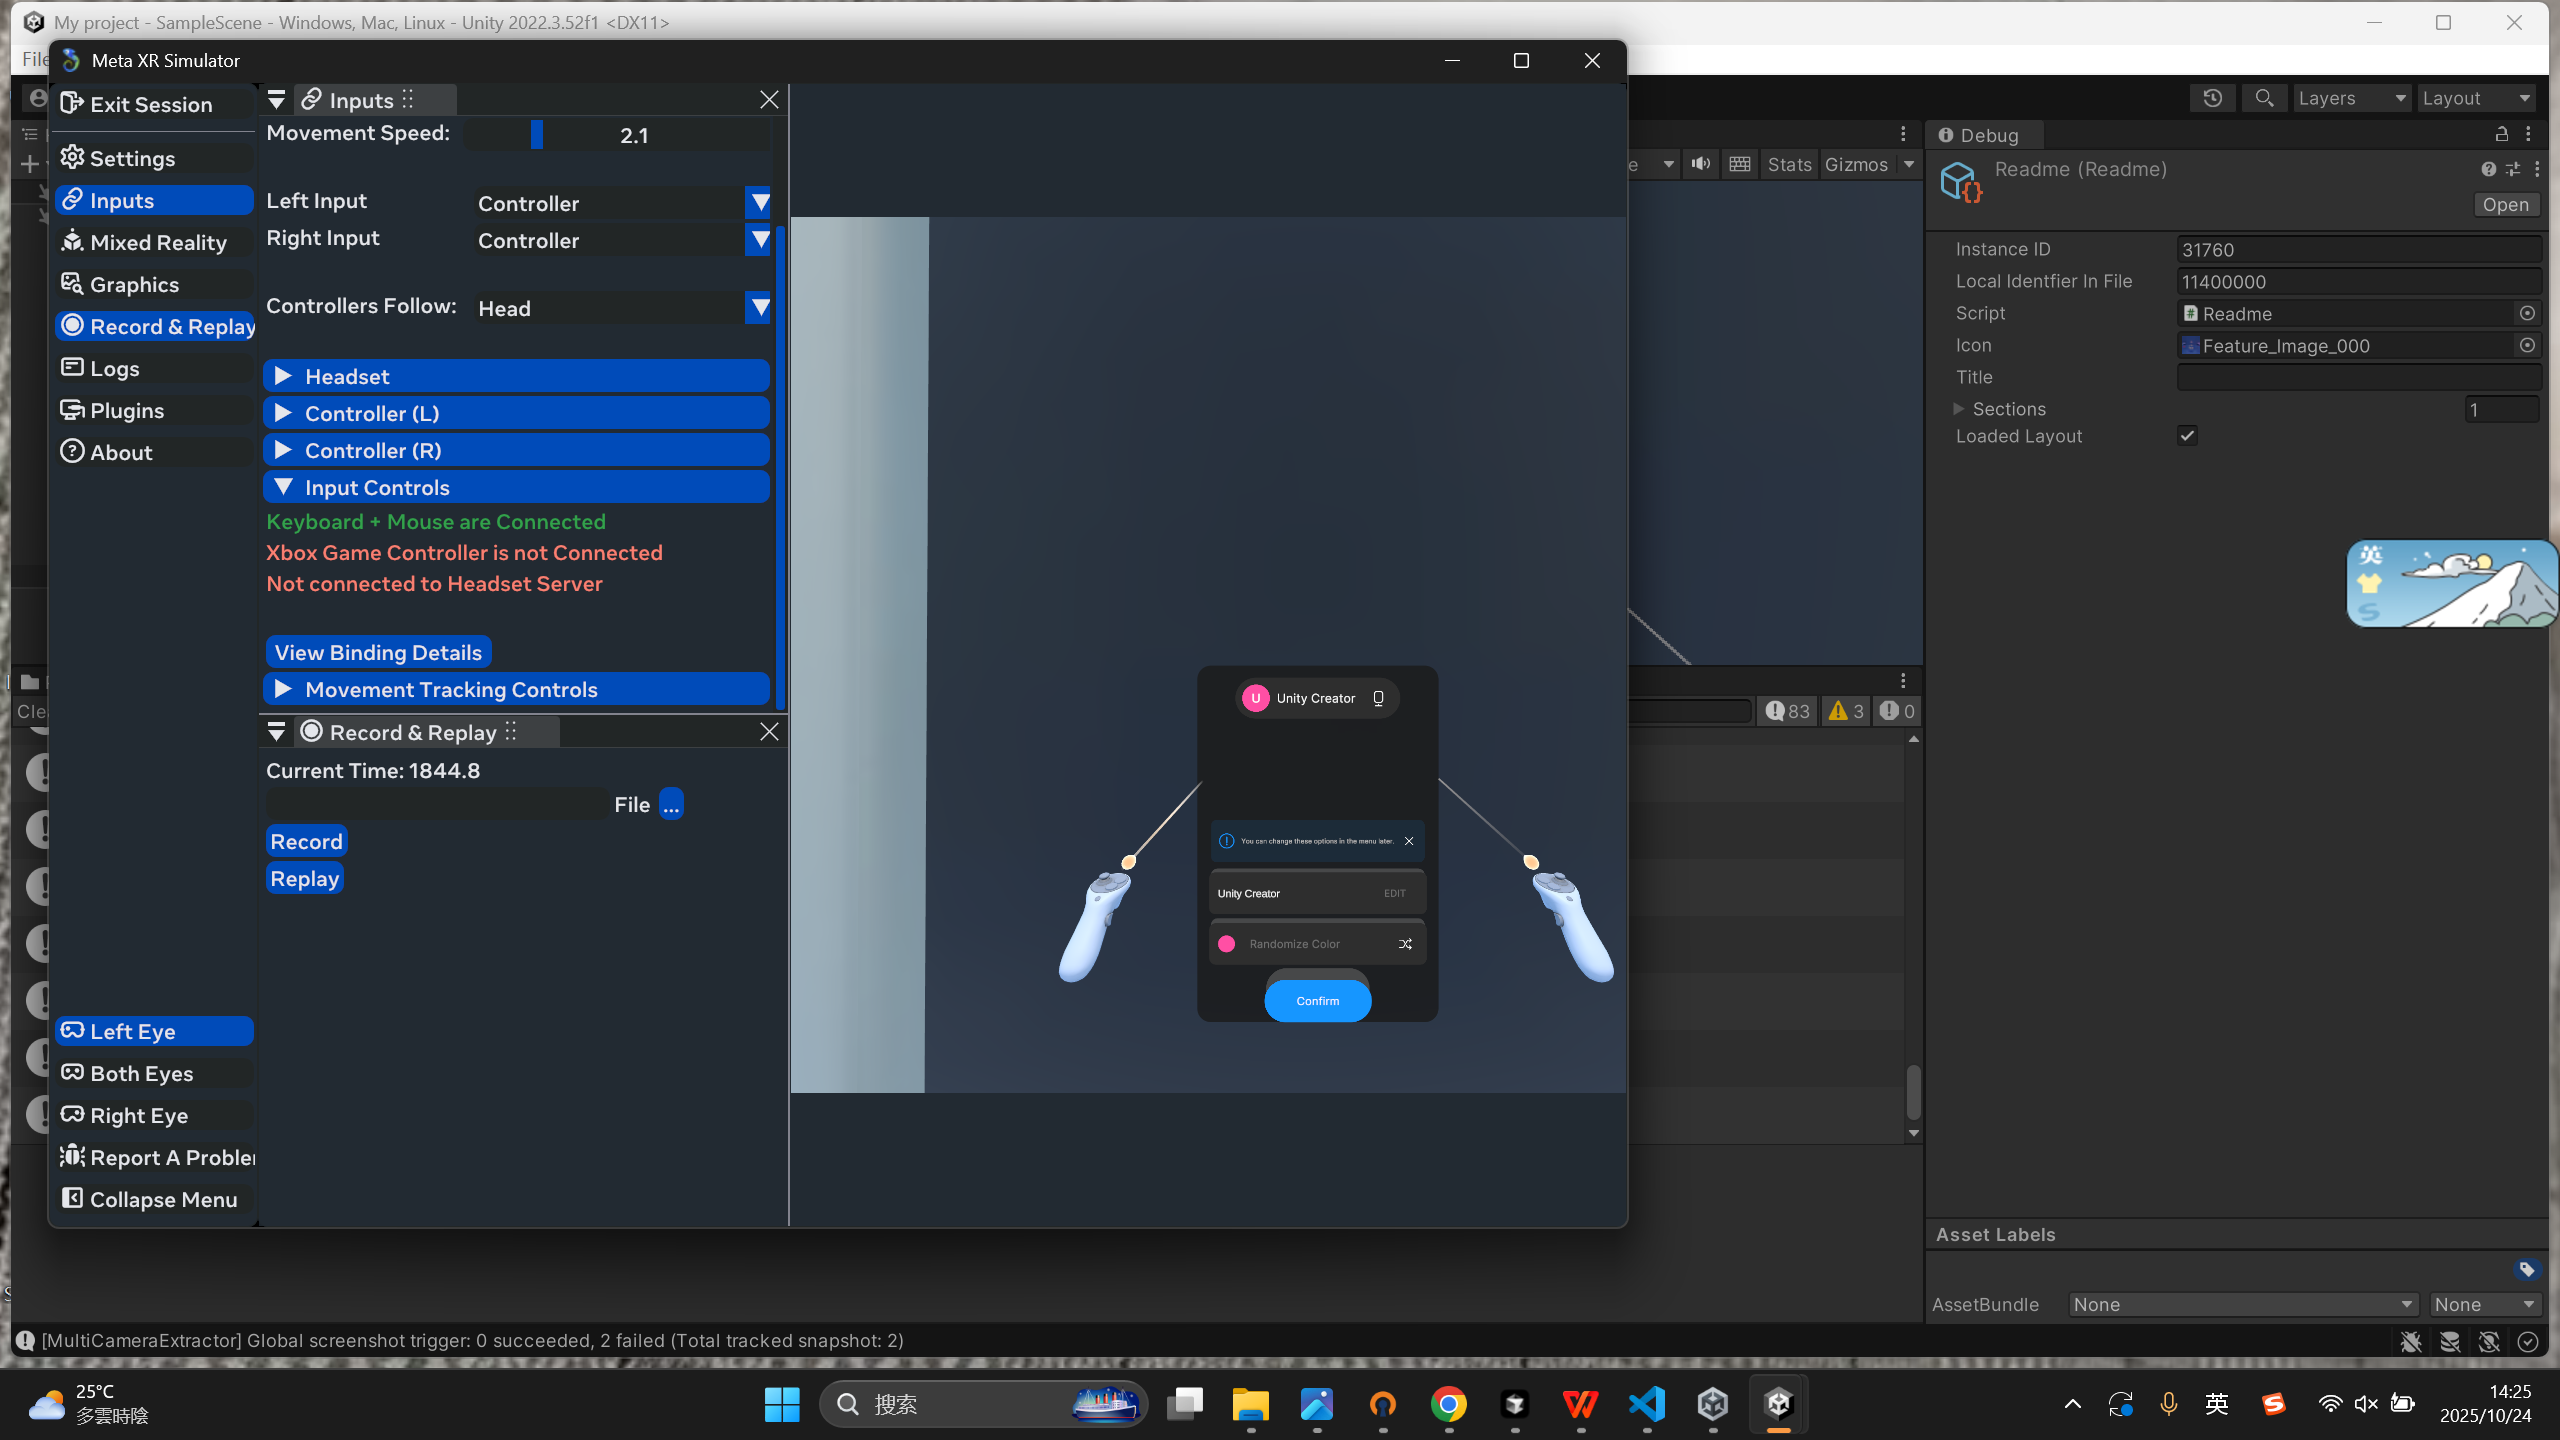 My project - SampleScene - Windows, Mac, Linux - Unity 2022.3.52f1 <DX11>
File
Meta XR Simulator
Exit Session
Settings
Inputs
Mixed Reality
Graphics
Record & Replay
Logs
Plugins
About
Left Eye
Both Eyes
Right Eye
Report A Proble
Collapse Menu
Inputs
Movement Speed: 2.1
Left Input Controller
Right Input Controller
Controllers Follow: Head
Headset
Controller (L)
Controller (R)
Input Controls
Keyboard + Mouse are Connected
Xbox Game Controller is not Connected
Not connected to Headset Server
View Binding Details
Movement Tracking Controls
Record & Replay
Current Time: 1844.8
File ...
Record
Replay
U Unity Creator
You can change these options in the menu later.
Unity Creator EDIT
Randomize Color
Confirm
Layers Layout
Stats Gizmos
83 3 0
Debug
Readme (Readme)
Open
Instance ID 31760
Local Identfier In File 11400000
Script Readme
Icon Feature_Image_000
Title
Sections 1
Loaded Layout
英
Asset Labels
AssetBundle None None
[MultiCameraExtractor] Global screenshot trigger: 0 succeeded, 2 failed (Total tracked snapshot: 2)
25°C
多雲時陰
搜索
英
14:25
2025/10/24